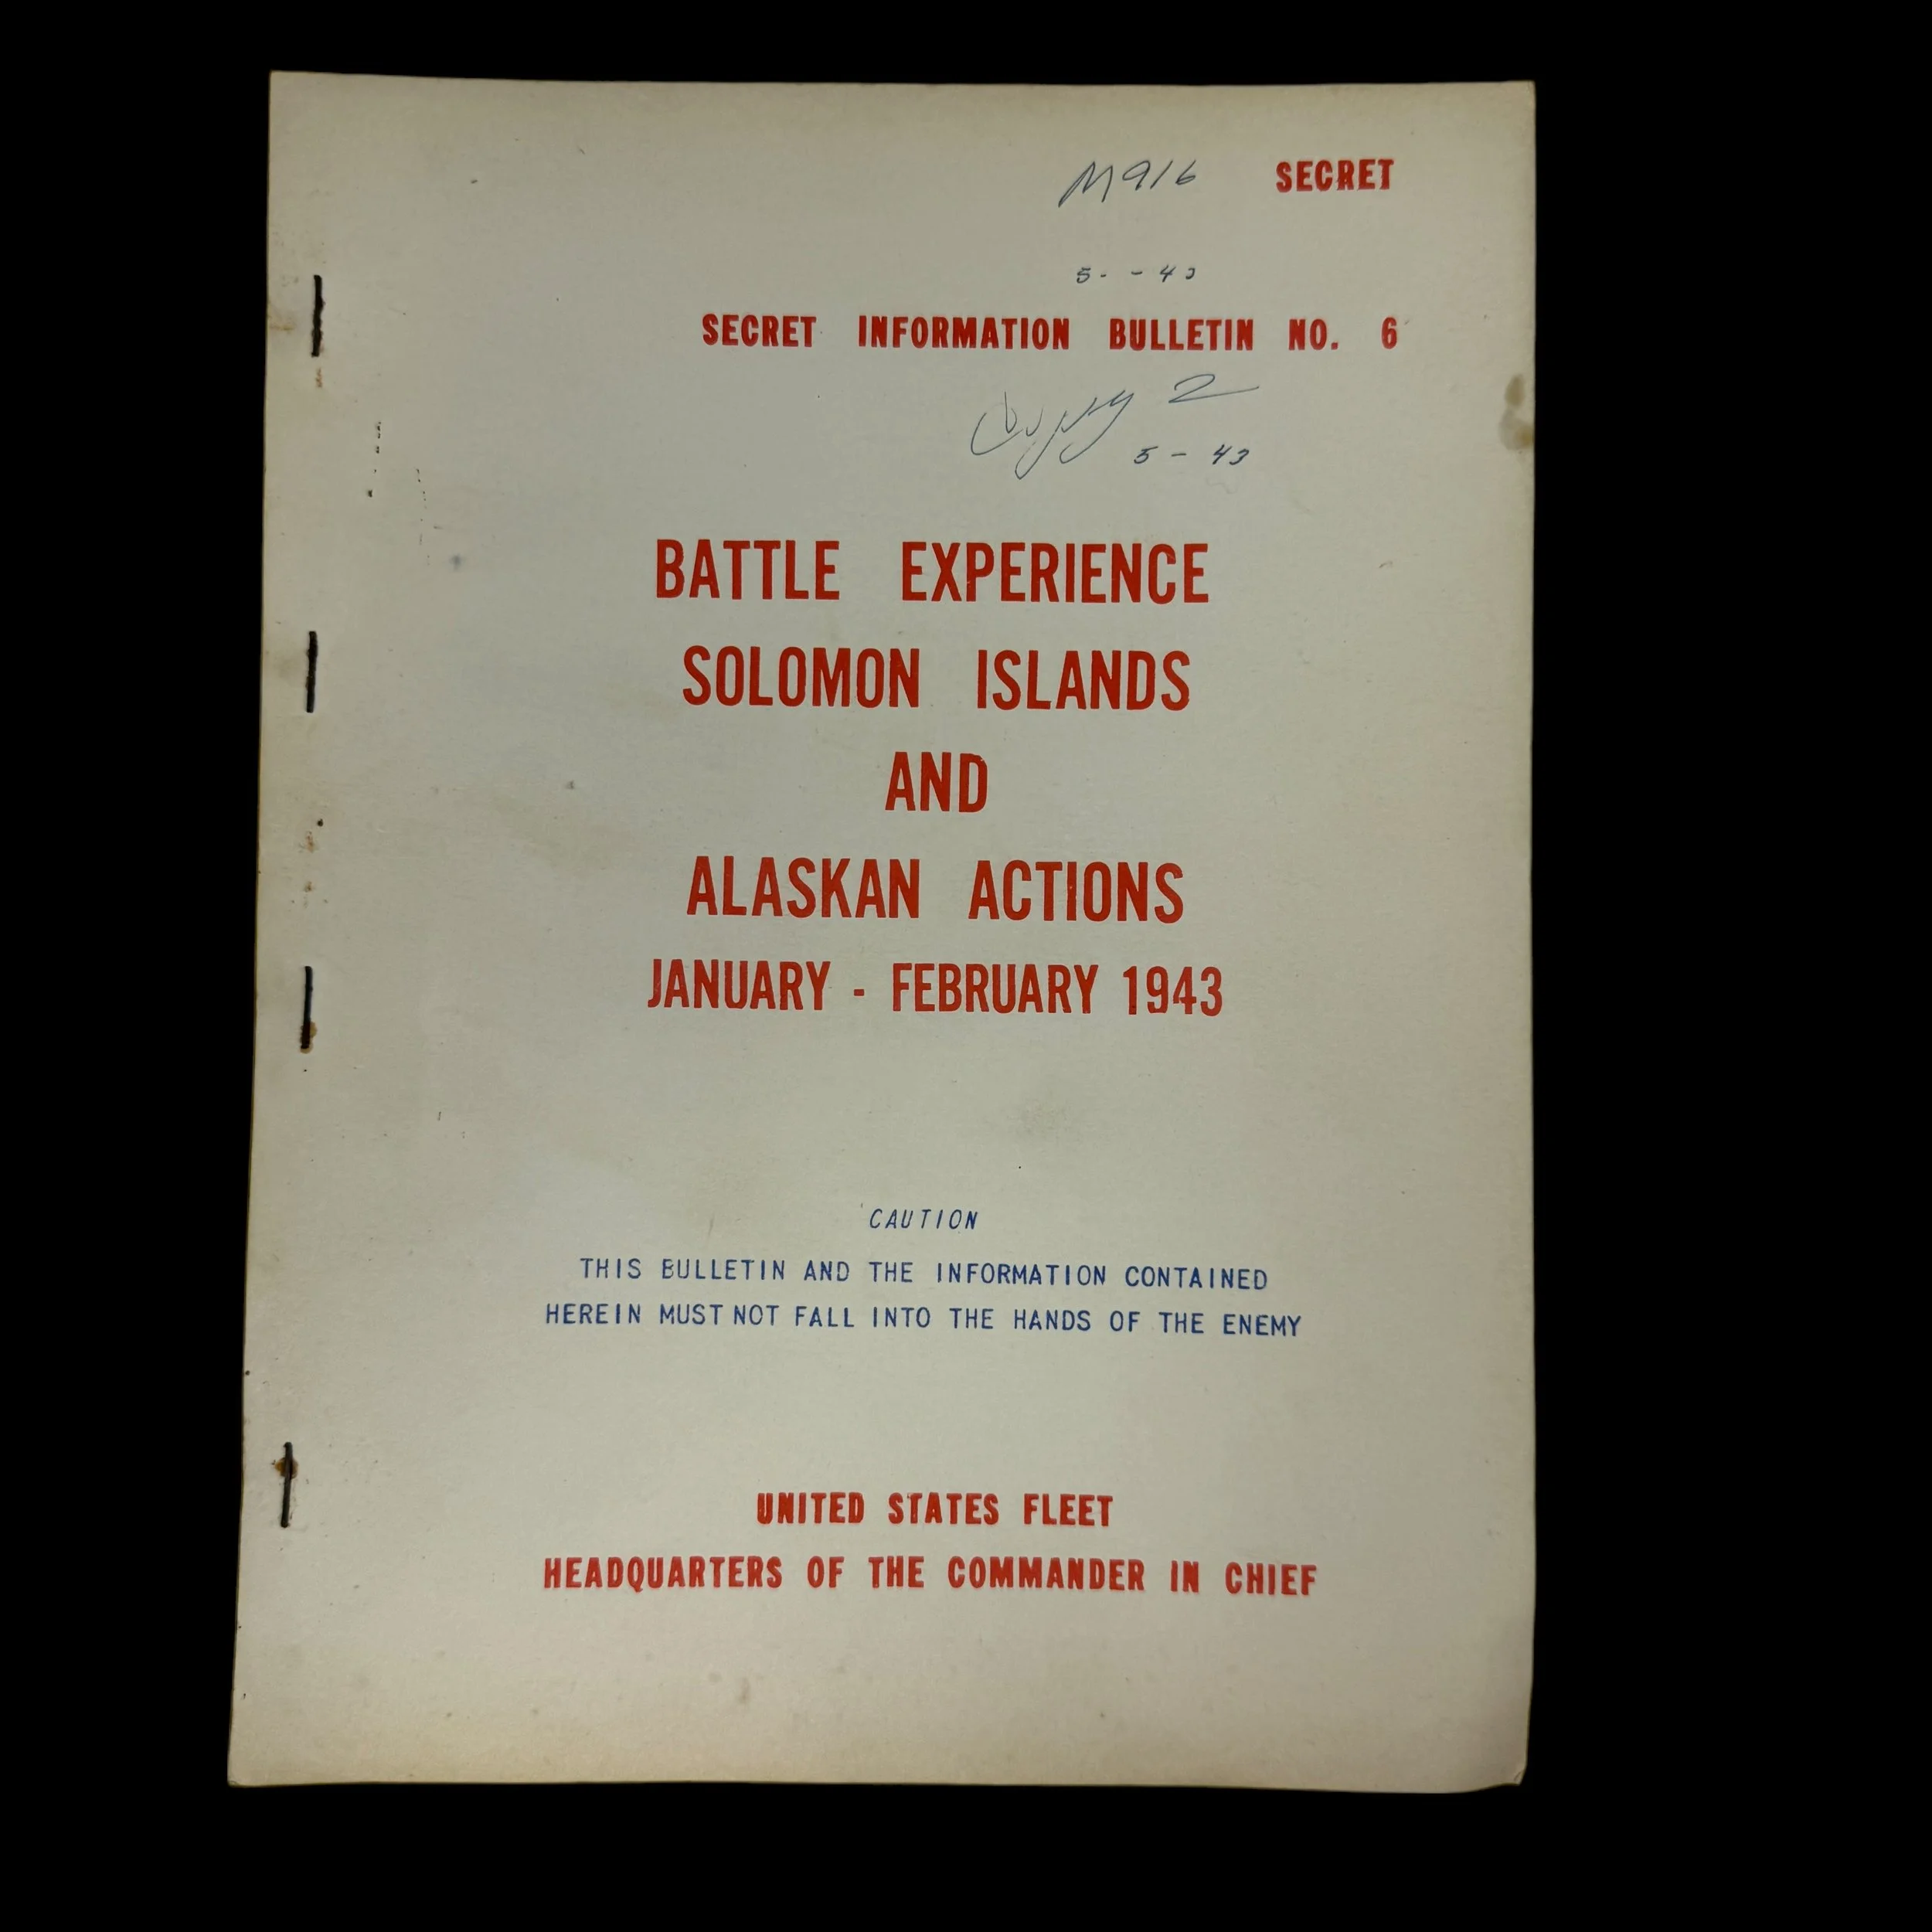 M916 SECRET
5- - 43
SECRET INFORMATION BULLETIN NO. 6
Copy 2
5 - 43
BATTLE EXPERIENCE
SOLOMON ISLANDS
AND
ALASKAN ACTIONS
JANUARY - FEBRUARY 1943
CAUTION
THIS BULLETIN AND THE INFORMATION CONTAINED
HEREIN MUST NOT FALL INTO THE HANDS OF THE ENEMY
UNITED STATES FLEET
HEADQUARTERS OF THE COMMANDER IN CHIEF